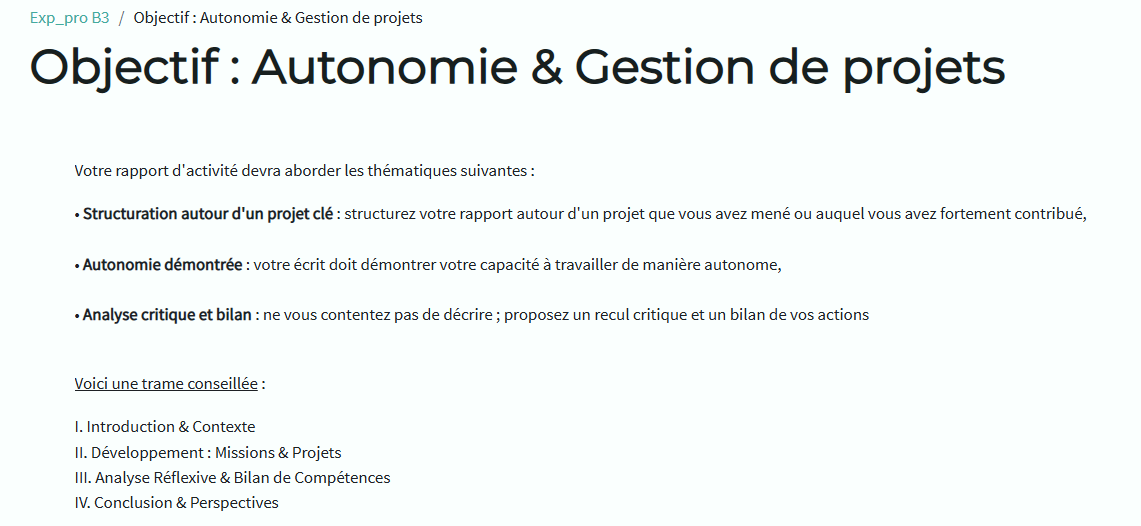 Exp_pro B3 / Objectif : Autonomie & Gestion de projets
Objectif : Autonomie & Gestion de projets
Votre rapport d'activité devra aborder les thématiques suivantes :
• Structuration autour d'un projet clé : structurez votre rapport autour d'un projet que vous avez mené ou auquel vous avez fortement contribué,
• Autonomie démontrée : votre écrit doit démontrer votre capacité à travailler de manière autonome,
• Analyse critique et bilan : ne vous contentez pas de décrire ; proposez un recul critique et un bilan de vos actions
Voici une trame conseillée :
I. Introduction & Contexte
II. Développement : Missions & Projets
III. Analyse Réflexive & Bilan de Compétences
IV. Conclusion & Perspectives